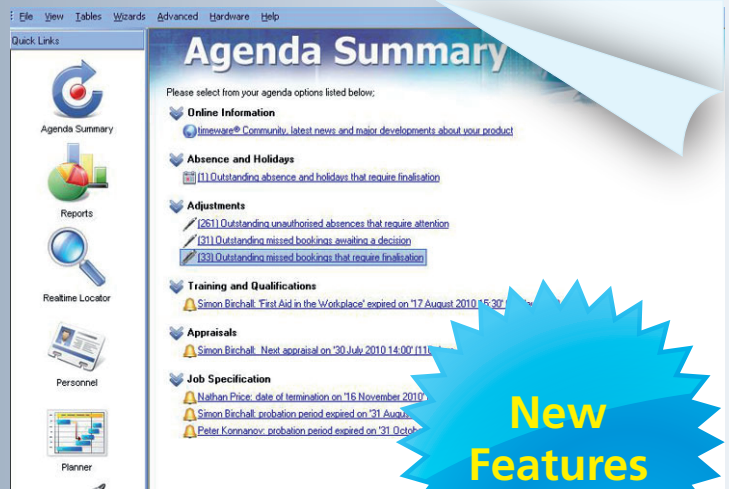 File View Tables Wizards Advanced Hardware Help
Quick Links
Agenda Summary
Reports
Realtime Locator
Personnel
Planner
Agenda Summary
Please select from your agenda options listed below;
Online Information
timeware® Community, latest news and major developments about your product
Absence and Holidays
(1) Outstanding absence and holidays that require finalisation
Adjustments
(261) Outstanding unauthorised absences that require attention
(31) Outstanding missed bookings awaiting a decision
(33) Outstanding missed bookings that require finalisation
Training and Qualifications
Simon Birchall: 'First Aid in the Workplace' expired on '17 August 2010 15:30'
Appraisals
Simon Birchall: Next appraisal on '30 July 2010 14:00'
Job Specification
Nathan Price: date of termination on '16 November 2010'
Simon Birchall: probation period expired on '31
Peter Konnanov: probation period expired on '31
New
Features